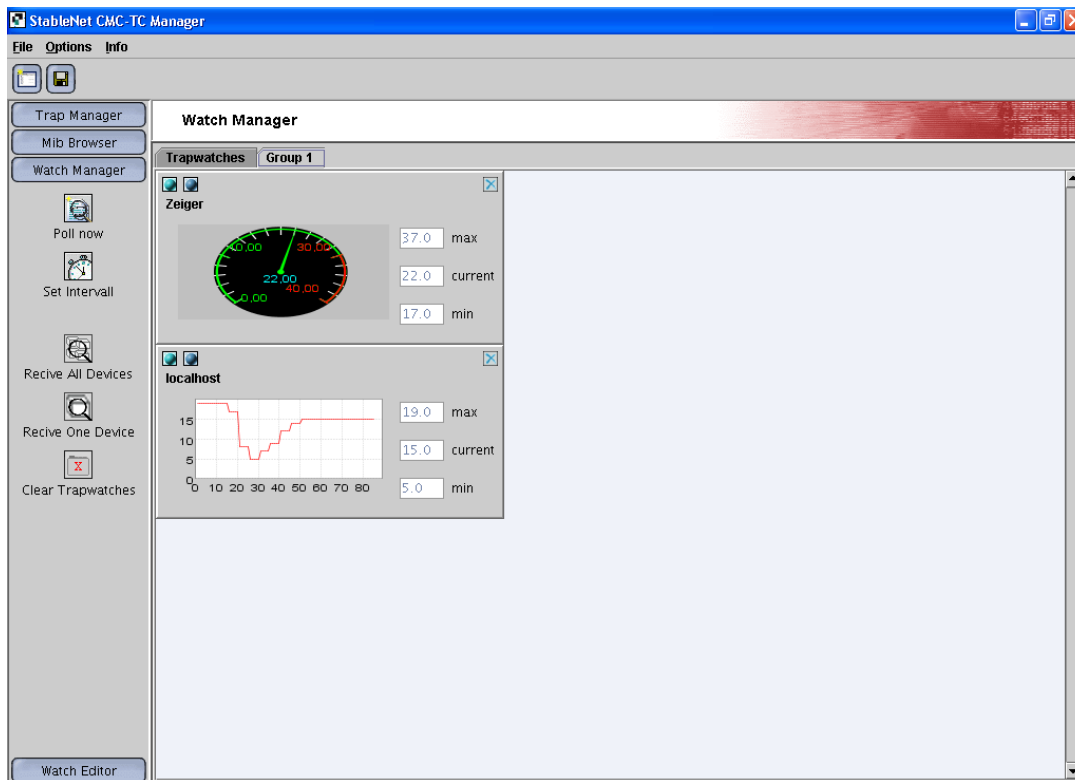 StableNet CMC-TC Manager
File Options Info
Trap Manager
Mib Browser
Watch Manager
Poll now
Set Intervall
Recive All Devices
Recive One Device
Clear Trapwatches
Watch Editor
Watch Manager
Trapwatches Group 1
Zeiger
10,00 30,00
22,00
0,00 40,00
37.0 max
22.0 current
17.0 min
localhost
15
10
5
0
0 10 20 30 40 50 60 70 80
19.0 max
15.0 current
5.0 min